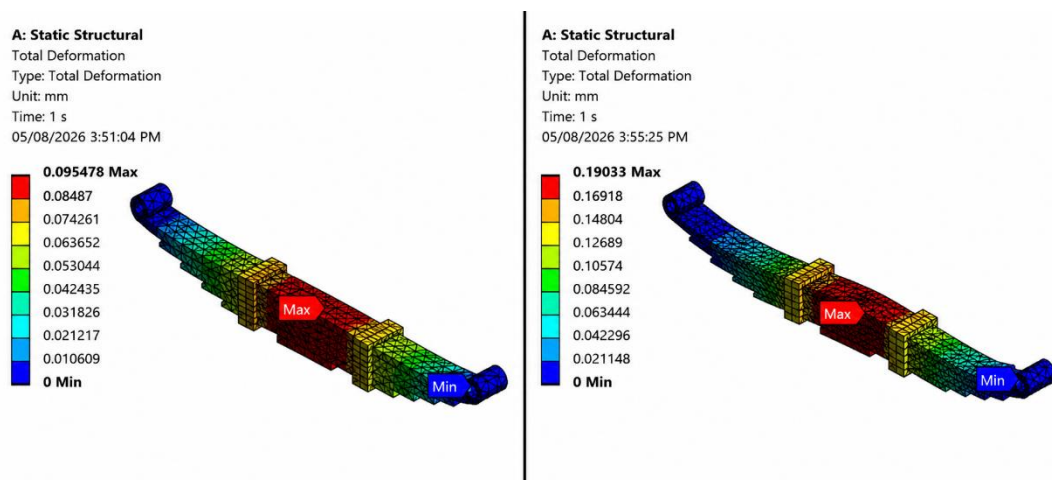 A: Static Structural
Total Deformation
Type: Total Deformation
Unit: mm
Time: 1 s
05/08/2026 3:51:04 PM
0.095478 Max
0.08487
0.074261
0.063652
0.053044
0.042435
0.031826
0.021217
0.010609
0 Min
Max
Min
A: Static Structural
Total Deformation
Type: Total Deformation
Unit: mm
Time: 1 s
05/08/2026 3:55:25 PM
0.19033 Max
0.16918
0.14804
0.12689
0.10574
0.084592
0.063444
0.042296
0.021148
0 Min
Max
Min